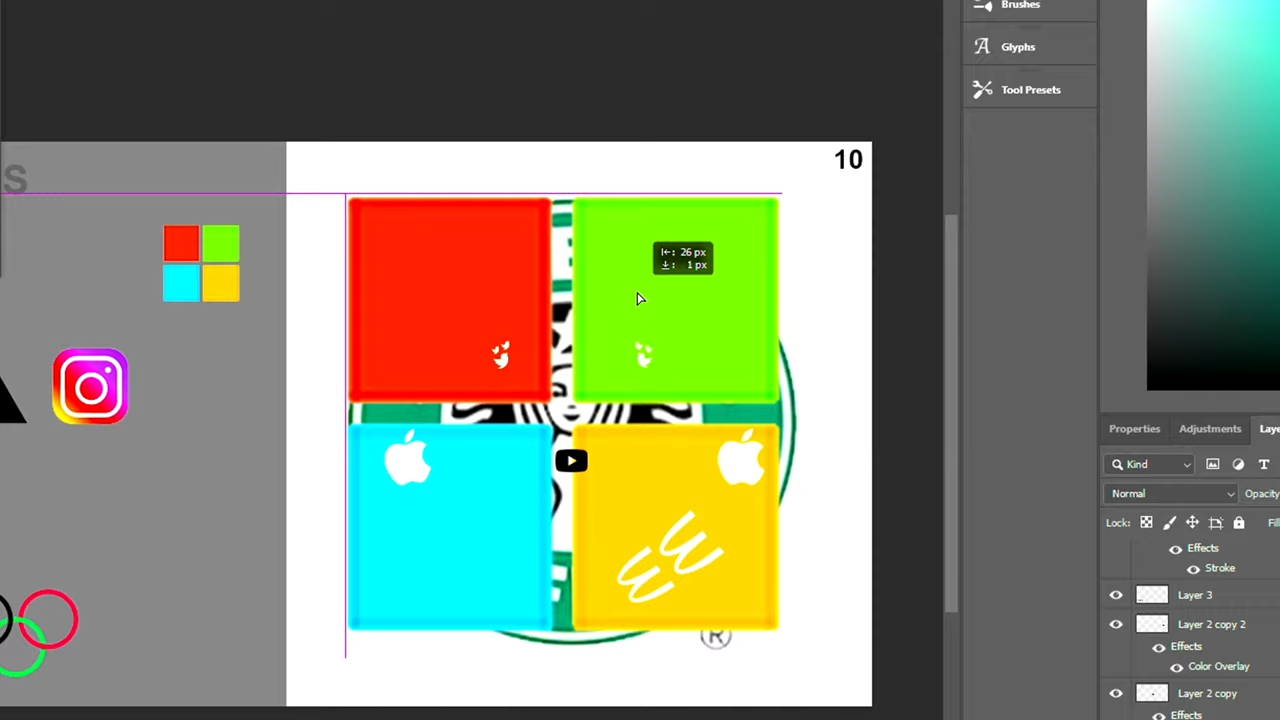 Brushes
Glyphs
Tool Presets
S
10
26 px
1 px
®
Properties
Adjustments
Kind
Normal
Opacity
Lock:
Effects
Stroke
Layer 3
Layer 2 copy 2
Effects
Color Overlay
Layer 2 copy
Effects